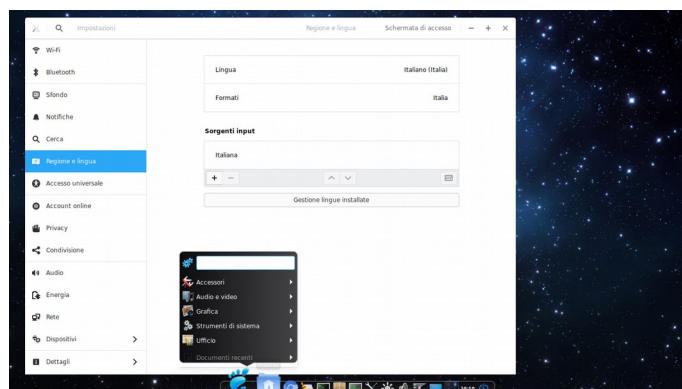 Impostazioni
Regione e lingua
Schermata di accesso
Wi-Fi
Bluetooth
Sfondo
Notifiche
Cerca
Regione e lingua
Accesso universale
Account online
Privacy
Condivisione
Audio
Energia
Rete
Dispositivi
Dettagli
Lingua Italiano (Italia)
Formati Italia
Sorgenti input
Italiana
Gestione lingue installate
Accessori
Audio e video
Grafica
Strumenti di sistema
Ufficio
Documenti recenti